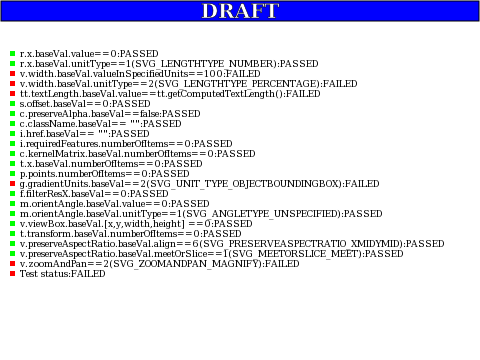 DRAFT
r.x.baseVal.value==0:PASSED
r.x.baseVal.unitType==1(SVG_LENGTHTYPE_NUMBER):PASSED
v.width.baseVal.valueInSpecifiedUnits==100:FAILED
v.width.baseVal.unitType==2(SVG_LENGTHTYPE_PERCENTAGE):FAILED
tt.textLength.baseVal.value==tt.getComputedTextLength():FAILED
s.offset.baseVal==0:PASSED
c.preserveAlpha.baseVal==false:PASSED
c.className.baseVal== "":PASSED
i.href.baseVal== "":PASSED
i.requiredFeatures.numberOfItems==0:PASSED
c.kernelMatrix.baseVal.numberOfItems==0:PASSED
t.x.baseVal.numberOfItems==0:PASSED
p.points.numberOfItems==0:PASSED
g.gradientUnits.baseVal==2(SVG_UNIT_TYPE_OBJECTBOUNDINGBOX):FAILED
f.filterResX.baseVal==0:PASSED
m.orientAngle.baseVal.value==0:PASSED
m.orientAngle.baseVal.unitType==1(SVG_ANGLETYPE_UNSPECIFIED):PASSED
v.viewBox.baseVal.[x,y,width,height] ==0:PASSED
t.transform.baseVal.numberOfItems==0:PASSED
v.preserveAspectRatio.baseVal.align==6(SVG_PRESERVEASPECTRATIO_XMIDYMID):PASSED
v.preserveAspectRatio.baseVal.meetOrSlice==1(SVG_MEETORSLICE_MEET):PASSED
v.zoomAndPan==2(SVG_ZOOMANDPAN_MAGNIFY):FAILED
Test status:FAILED